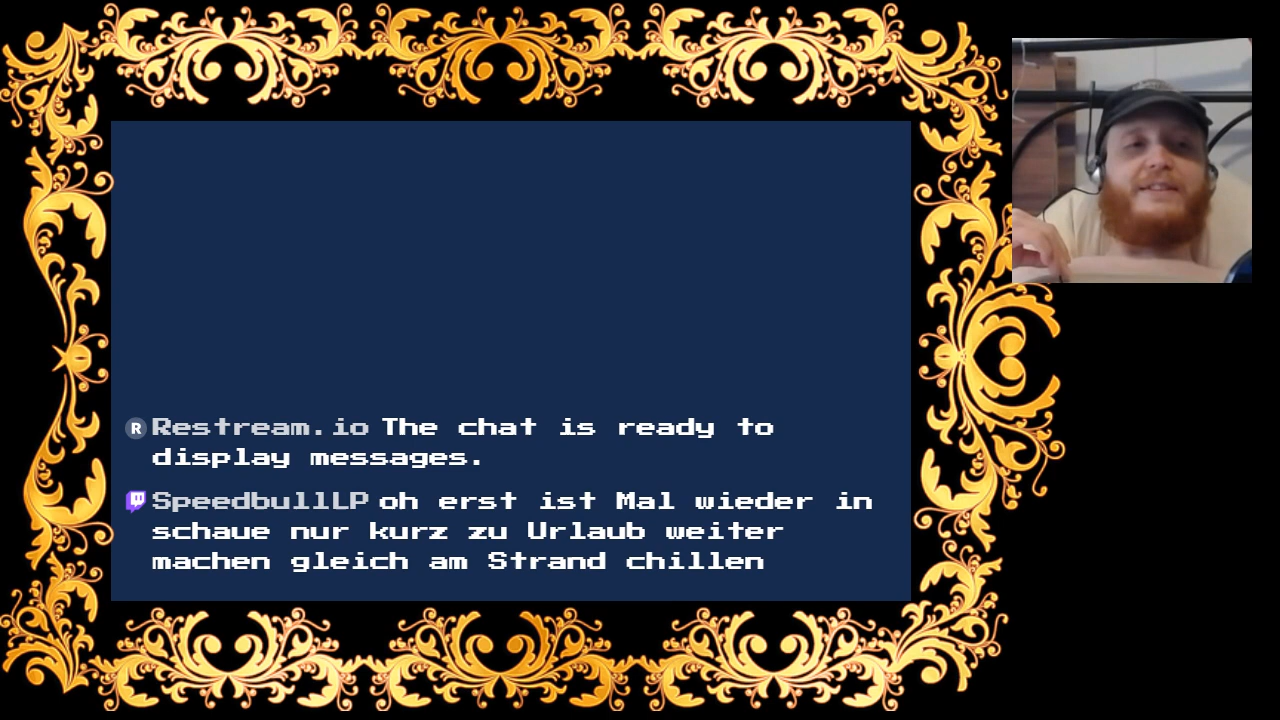 R Restream.io The chat is ready to
display messages.
SpeedbullLP oh erst ist Mal wieder in
schaue nur kurz zu Urlaub weiter
machen gleich am Strand chillen